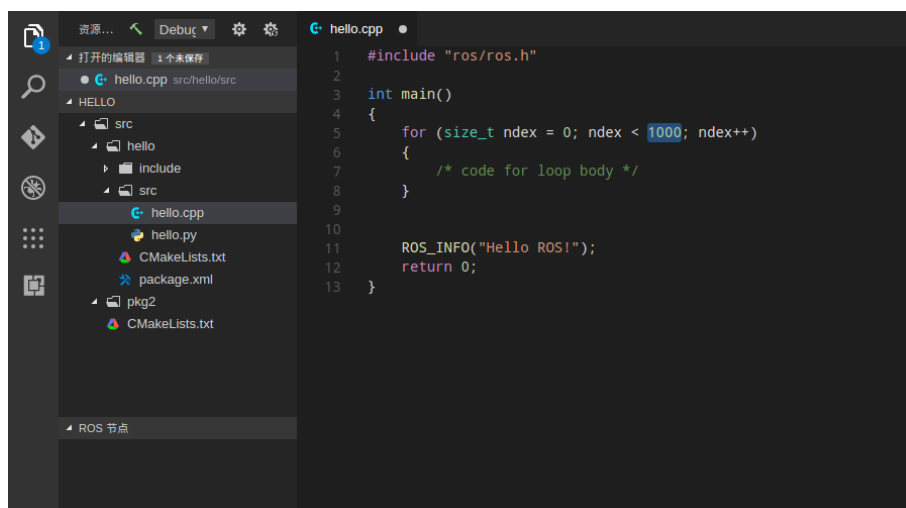 资源... Debug
打开的编辑器 1个未保存
hello.cpp src/hello/src
HELLO
src
hello
include
src
hello.cpp
hello.py
CMakeLists.txt
package.xml
pkg2
CMakeLists.txt
ROS 节点
1
hello.cpp
1 #include "ros/ros.h"
2
3 int main()
4 {
5 for (size_t ndex = 0; ndex < 1000; ndex++)
6 {
7 /* code for loop body */
8 }
9
10
11 ROS_INFO("Hello ROS!");
12 return 0;
13 }